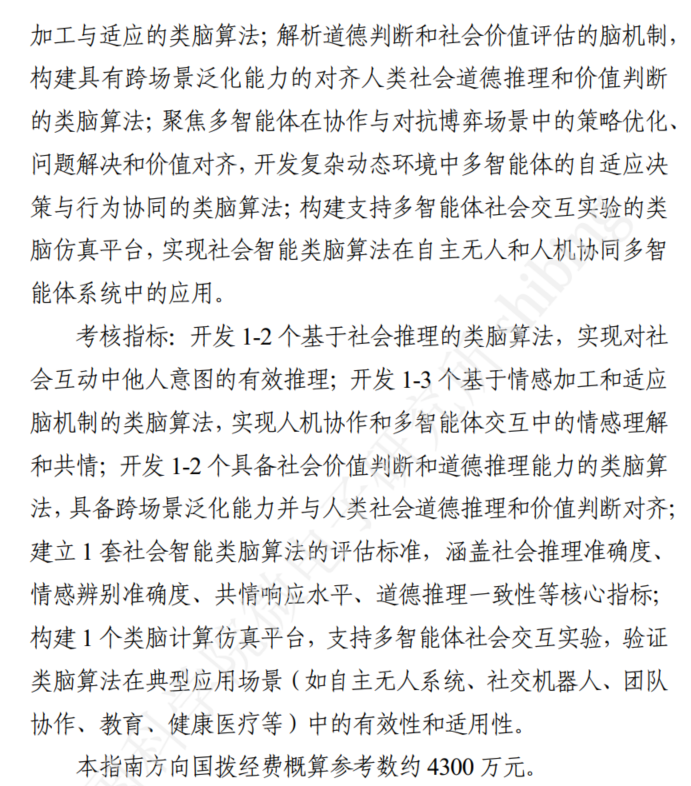 加工与适应的类脑算法；解析道德判断和社会价值评估的脑机制，
构建具有跨场景泛化能力的对齐人类社会道德推理和价值判断
的类脑算法；聚焦多智能体在协作与对抗博弈场景中的策略优化、
问题解决和价值对齐，开发复杂动态环境中多智能体的自适应决
策与行为协同的类脑算法；构建支持多智能体社会交互实验的类
脑仿真平台，实现社会智能类脑算法在自主无人和人机协同多智
能体系统中的应用。
考核指标：开发 1-2 个基于社会推理的类脑算法，实现对社
会互动中他人意图的有效推理；开发 1-3 个基于情感加工和适应
脑机制的类脑算法，实现人机协作和多智能体交互中的情感理解
和共情；开发 1-2 个具备社会价值判断和道德推理能力的类脑算
法，具备跨场景泛化能力并与人类社会道德推理和价值判断对齐；
建立 1 套社会智能类脑算法的评估标准，涵盖社会推理准确度、
情感辨别准确度、共情响应水平、道德推理一致性等核心指标；
构建 1 个类脑计算仿真平台，支持多智能体社会交互实验，验证
类脑算法在典型应用场景（如自主无人系统、社交机器人、团队
协作、教育、健康医疗等）中的有效性和适用性。
本指南方向国拨经费概算参考数约 4300 万元。
科学院微电子研究所 shibing